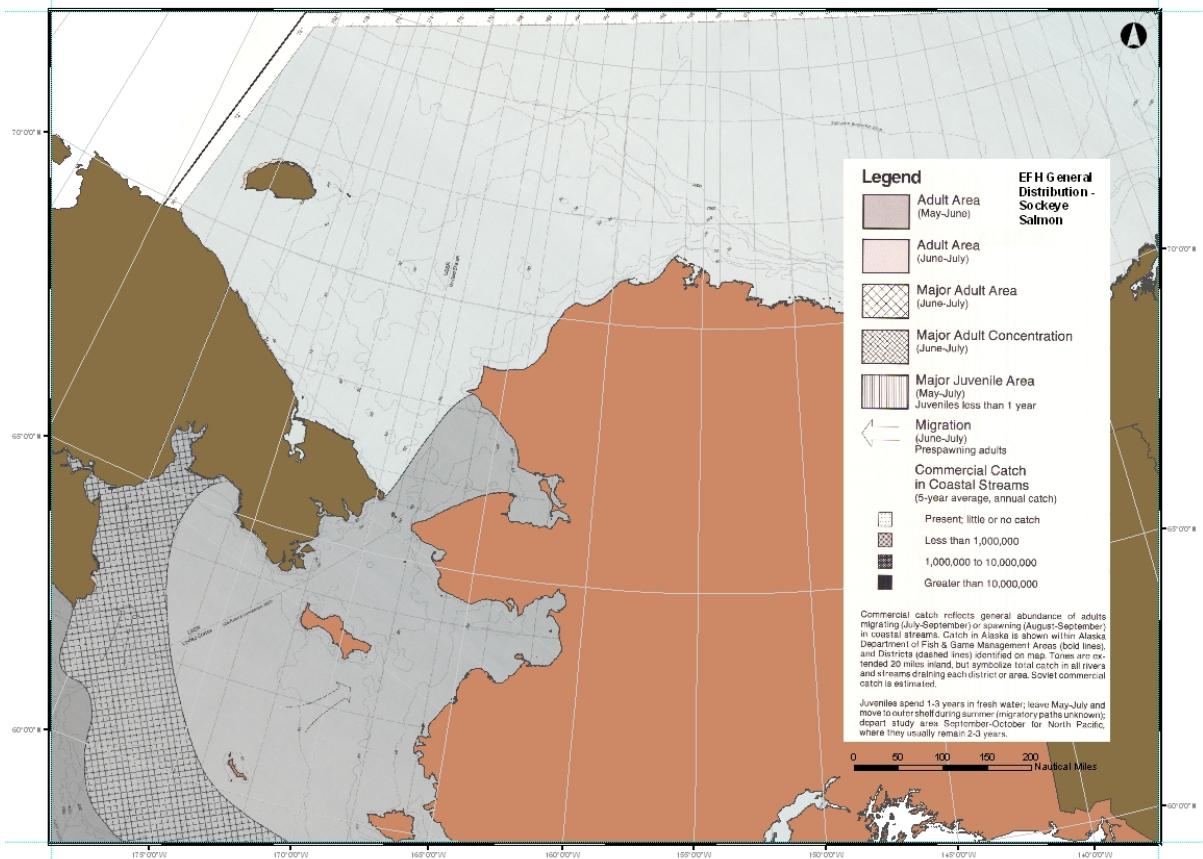 Legend
EFH General
Distribution -
Sockeye
Salmon
Adult Area
(May-June)
Adult Area
(June-July)
Major Adult Area
(June-July)
Major Adult Concentration
(June-July)
Major Juvenile Area
(May-July)
Juveniles less than 1 year
Migration
(June-July)
Prespawning adults
Commercial Catch
in Coastal Streams
(5-year average, annual catch)
Present; little or no catch
Less than 1,000,000
1,000,000 to 10,000,000
Greater than 10,000,000
Commercial catch reflects general abundance of adults
migrating (July-September) or spawning (August-September)
in coastal streams. Catch in Alaska is shown within Alaska
Department of Fish & Game Management Areas (bold lines),
and Districts (dashed lines) identified on map. Tones are ex-
tended 20 miles inland, but symbolize total catch in all rivers
and streams draining each district or area. Soviet commercial
catch is estimated.
Juveniles spend 1-3 years in fresh water; leave May-July and
move to outer shelf during summer (migratory paths unknown);
depart study area September-October for North Pacific,
where they usually remain 2-3 years.
0 50 100 150 200
Nautical Miles
70°0'0"N
65°0'0"N
60°0'0"N
70°0'0"N
65°0'0"N
60°0'0"N
175°0'0"W 170°0'0"W 165°0'0"W 160°0'0"W 155°0'0"W 150°0'0"W 145°0'0"W 140°0'0"W